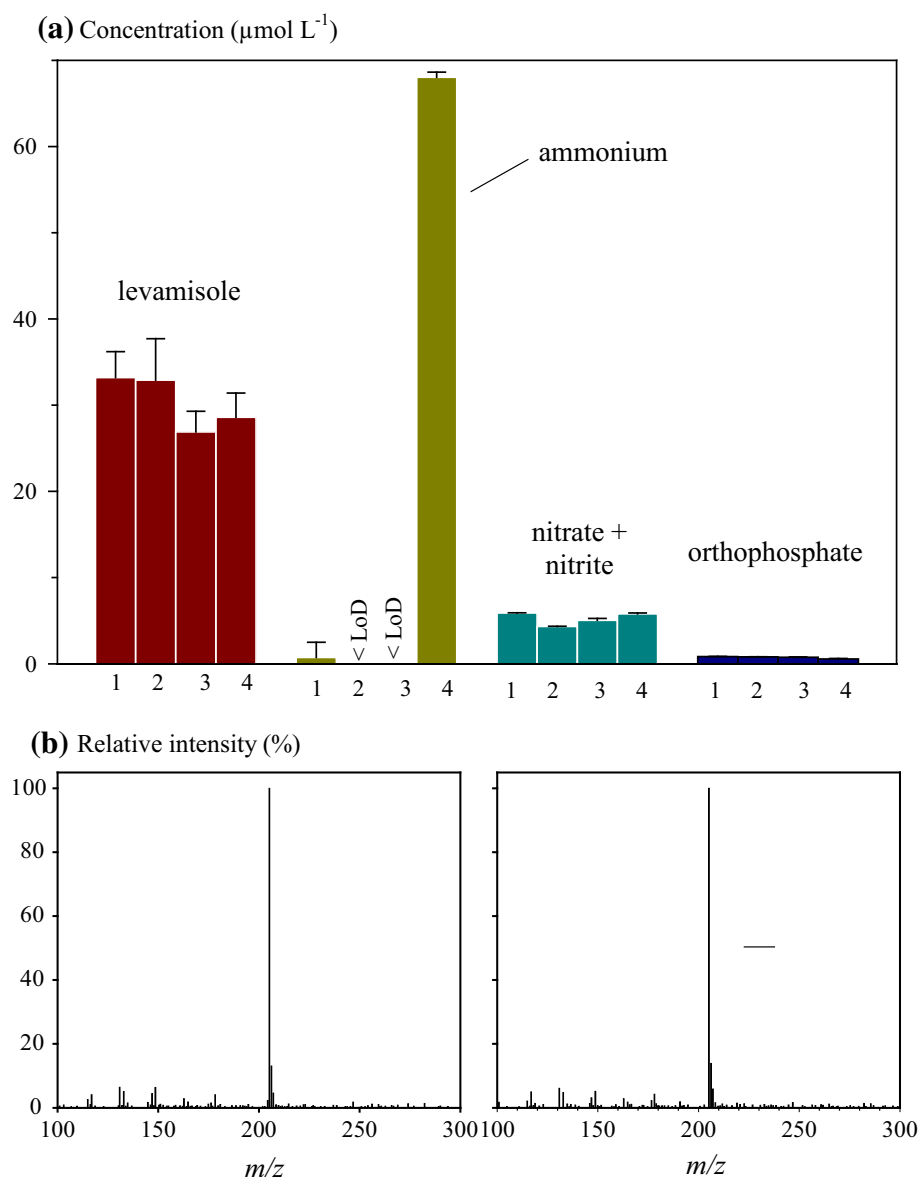 (a) Concentration (µmol L-1)
60
ammonium
levamisole
40
20
nitrate +
nitrite
orthophosphate
< LoD
< LoD
0
1 2 3 4 1 2 3 4 1 2 3 4 1 2 3 4
(b) Relative intensity (%)
100
80
60
40
20
0
100 150 200 250 300 100 150 200 250 300
m/z m/z